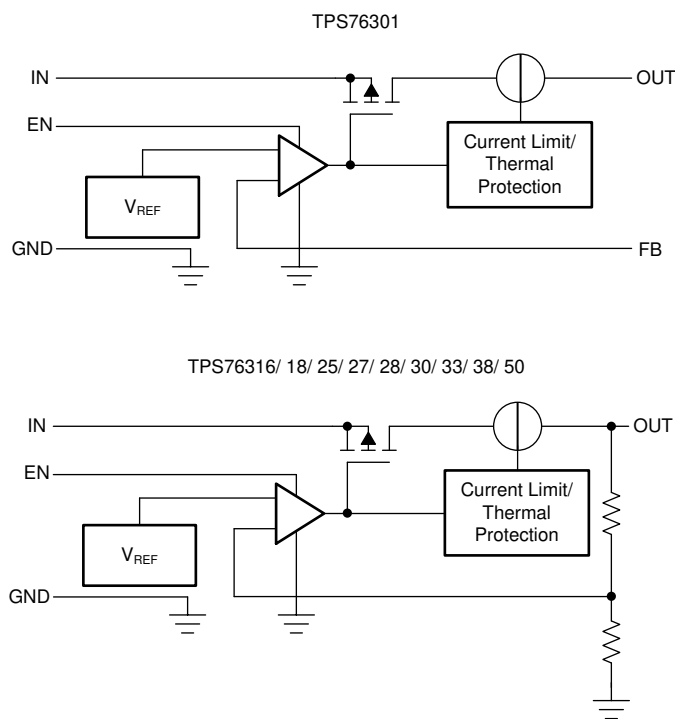 TPS76301
IN
OUT
EN
Current Limit/
Thermal
Protection
VREF
GND
FB
TPS76316/ 18/ 25/ 27/ 28/ 30/ 33/ 38/ 50
IN
OUT
EN
Current Limit/
Thermal
Protection
VREF
GND